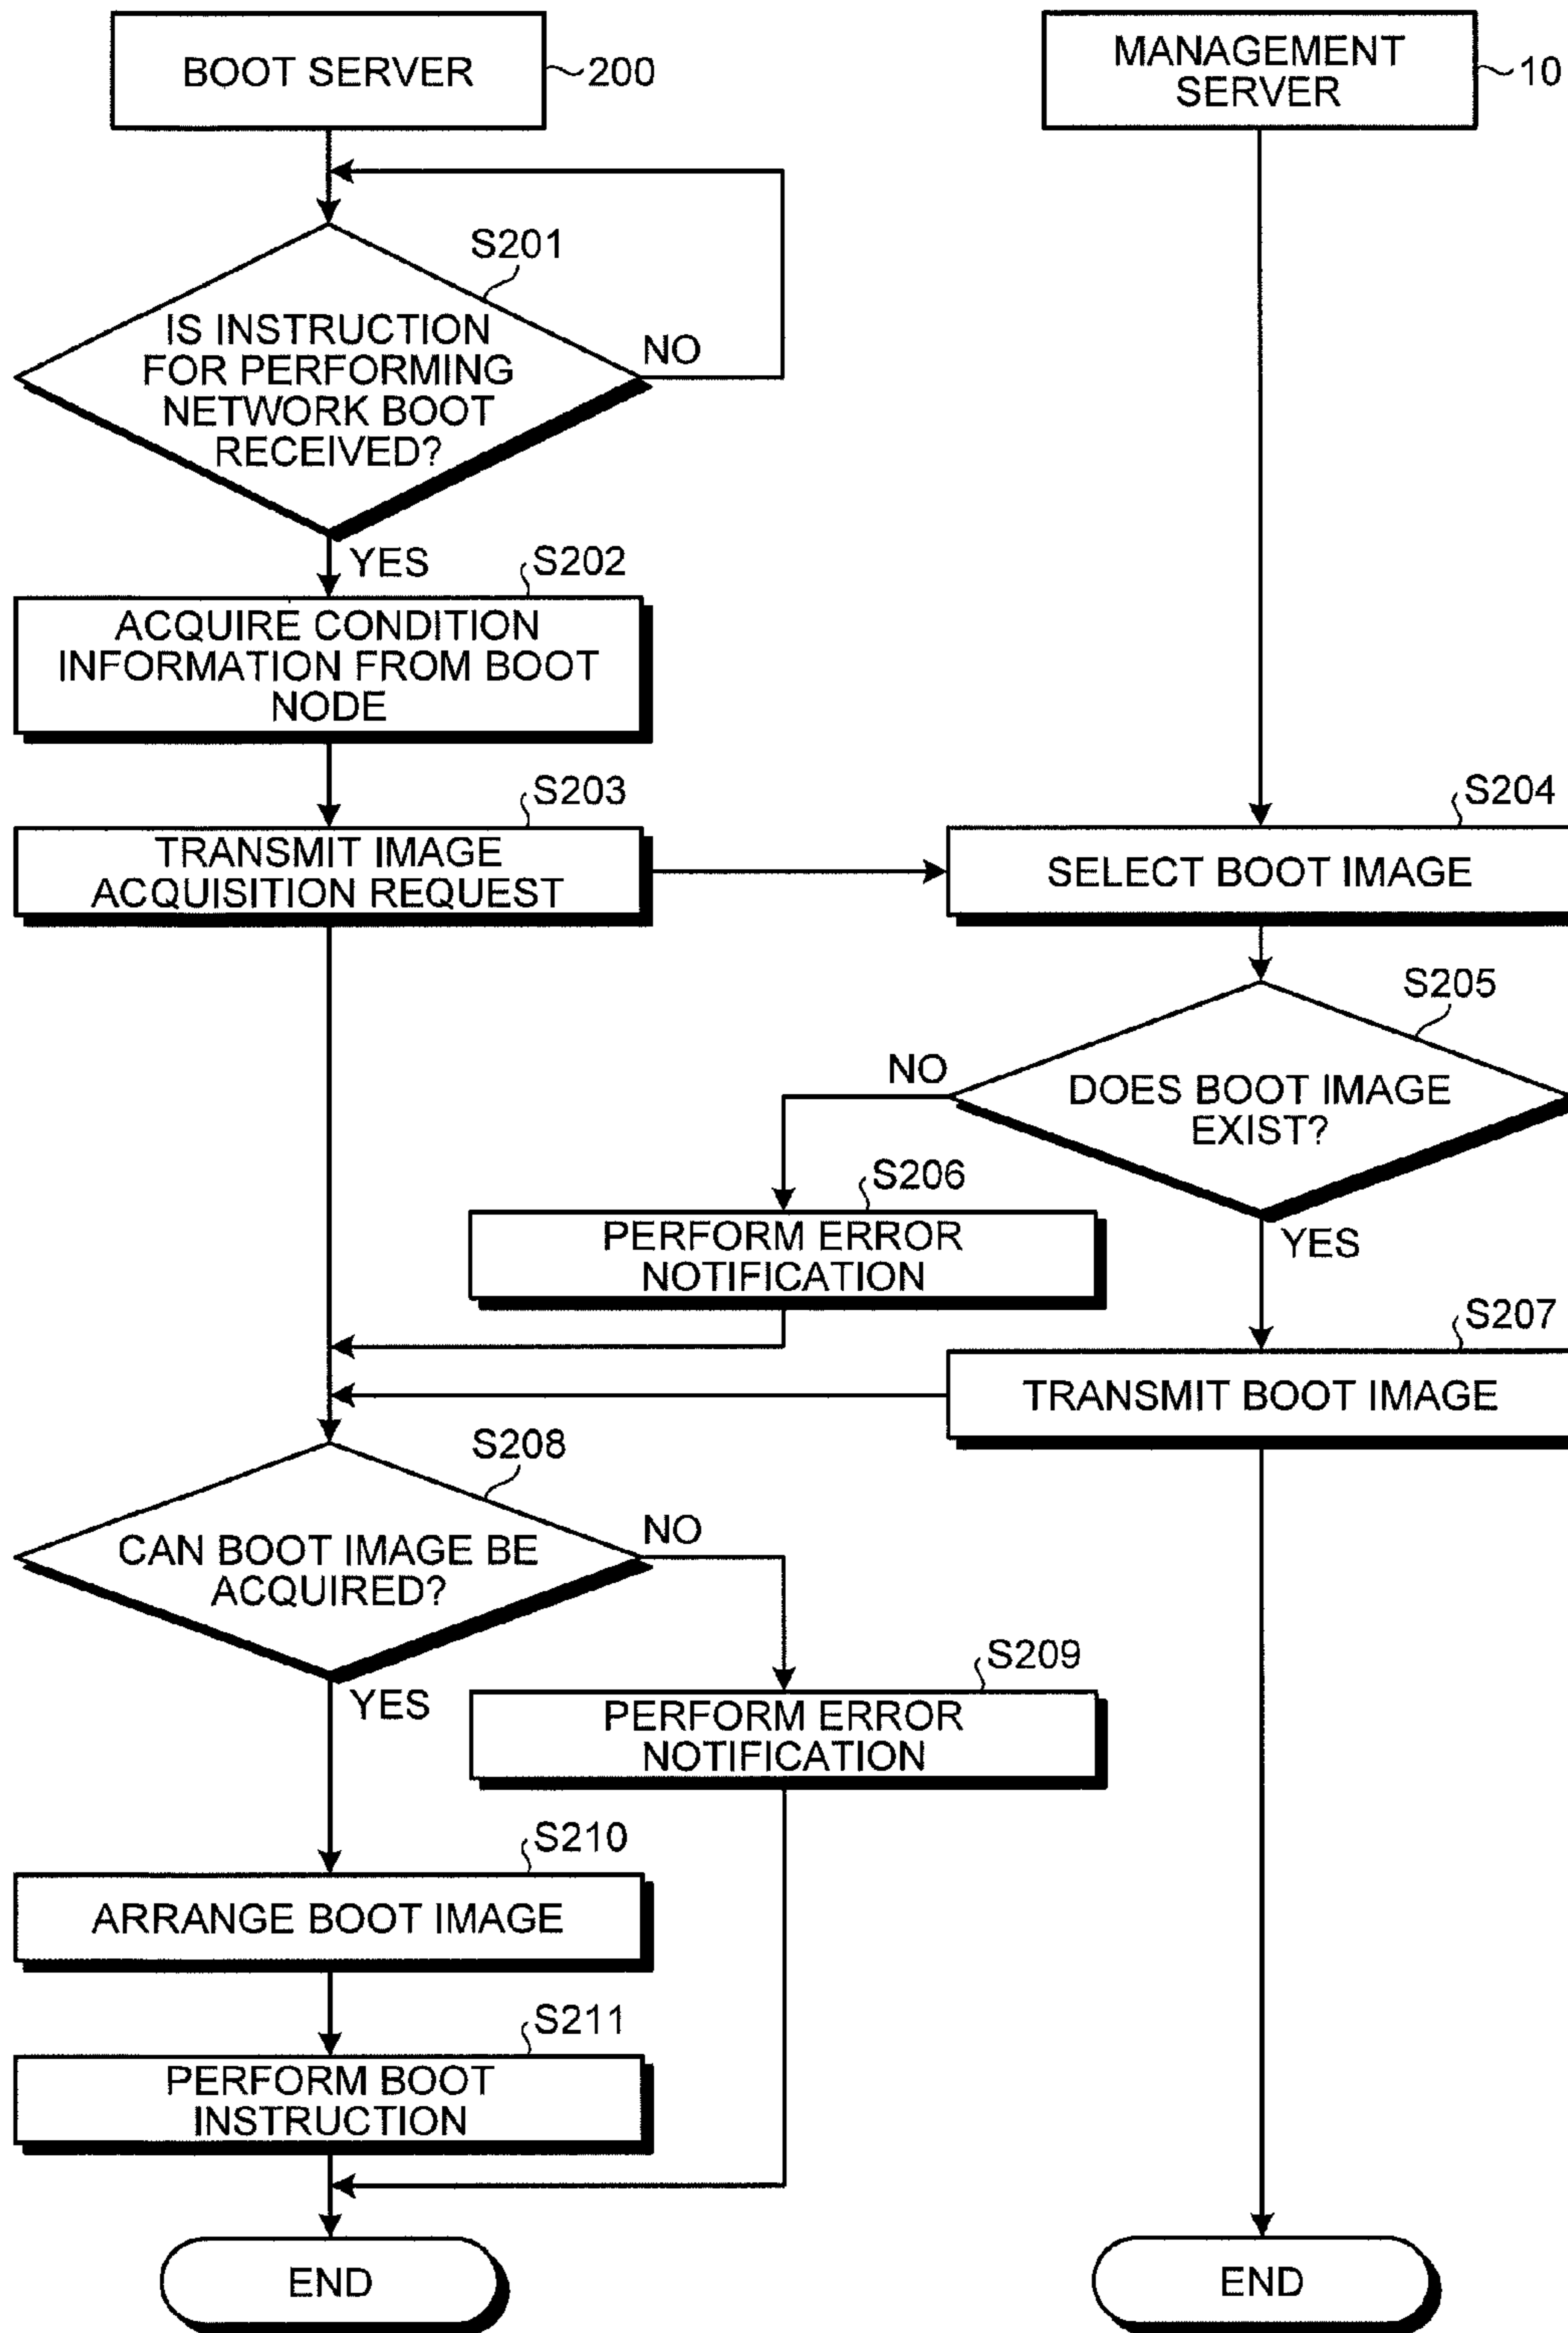 BOOT SERVER
200
MANAGEMENT
SERVER
10
S201
IS INSTRUCTION
FOR PERFORMING
NETWORK BOOT
RECEIVED?
NO
YES
S202
ACQUIRE CONDITION
INFORMATION FROM BOOT
NODE
S203
TRANSMIT IMAGE
ACQUISITION REQUEST
S204
SELECT BOOT IMAGE
S205
DOES BOOT IMAGE
EXIST?
NO
YES
S206
PERFORM ERROR
NOTIFICATION
S207
TRANSMIT BOOT IMAGE
S208
CAN BOOT IMAGE BE
ACQUIRED?
NO
YES
S209
PERFORM ERROR
NOTIFICATION
S210
ARRANGE BOOT IMAGE
S211
PERFORM BOOT
INSTRUCTION
END
END